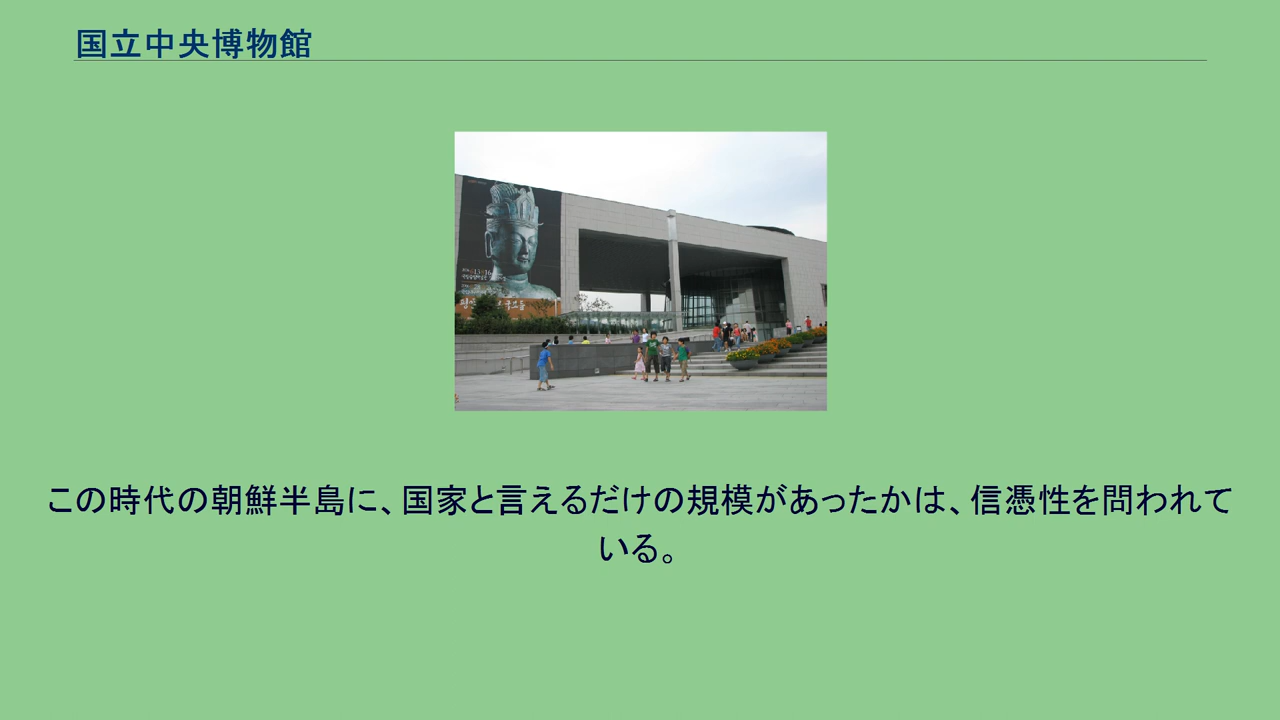 国立中央博物館
この時代の朝鮮半島に、国家と言えるだけの規模があったかは、信憑性を問われて
いる。